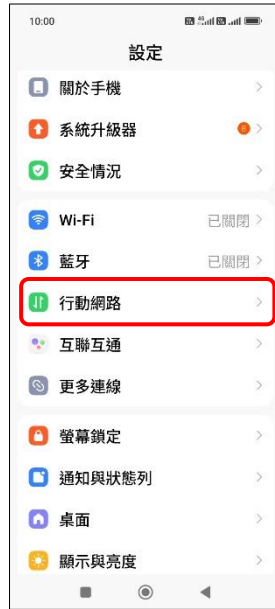 10:00
設定
關於手機
系統升級器
安全情況
Wi-Fi 已關閉
藍牙 已關閉
行動網路
互聯互通
更多連線
螢幕鎖定
通知與狀態列
桌面
顯示與亮度